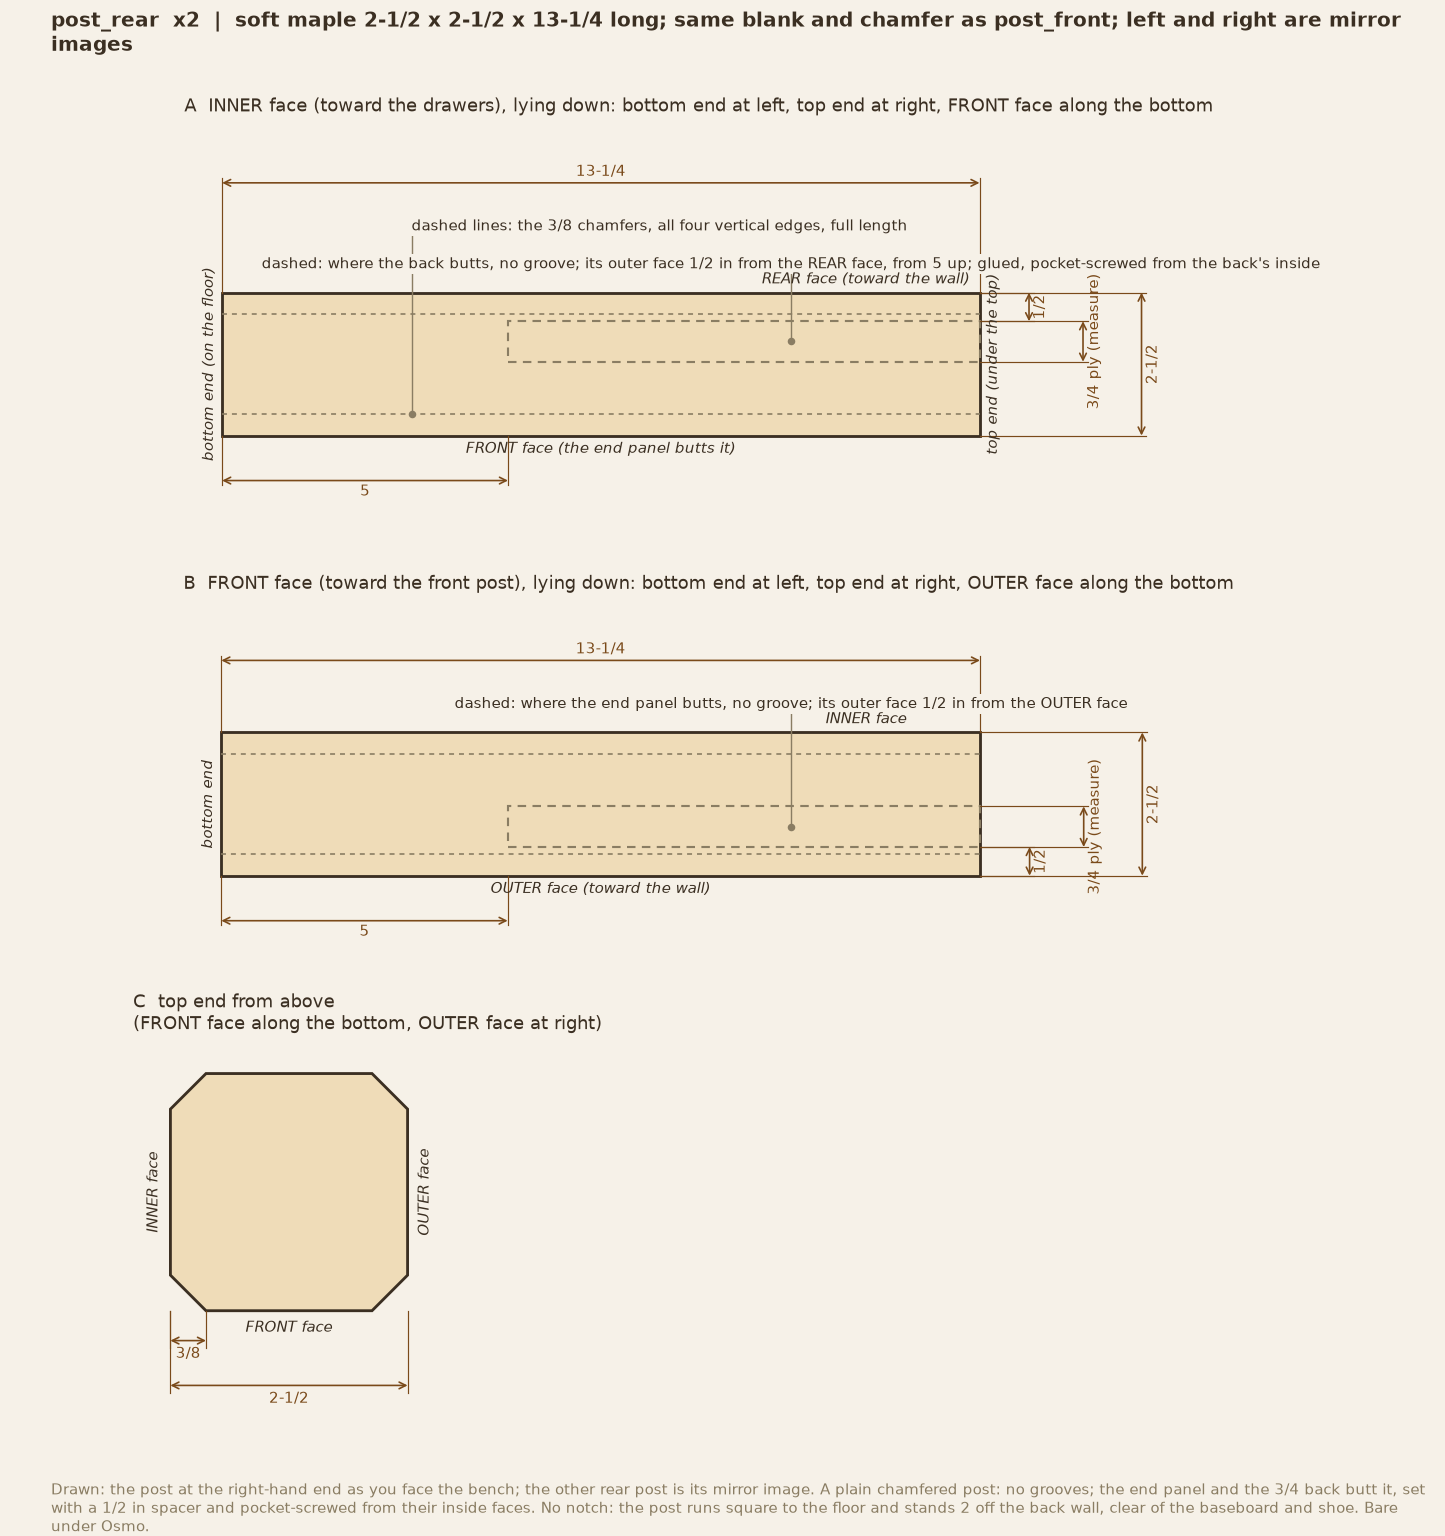 post_rear  x2  |  soft maple 2-1/2 x 2-1/2 x 13-1/4 long; same blank and chamfer as post_front; left and right are mirror
images
A  INNER face (toward the drawers), lying down: bottom end at left, top end at right, FRONT face along the bottom
13-1/4
dashed lines: the 3/8 chamfers, all four vertical edges, full length
dashed: where the back butts, no groove; its outer face 1/2 in from the REAR face, from 5 up; glued, pocket-screwed from the back's inside
REAR face (toward the wall)
bottom end (on the floor)
top end (under the top)
1/2
3/4 ply (measure)
2-1/2
FRONT face (the end panel butts it)
5
B  FRONT face (toward the front post), lying down: bottom end at left, top end at right, OUTER face along the bottom
13-1/4
dashed: where the end panel butts, no groove; its outer face 1/2 in from the OUTER face
INNER face
bottom end
1/2
3/4 ply (measure)
2-1/2
OUTER face (toward the wall)
5
C  top end from above
(FRONT face along the bottom, OUTER face at right)
INNER face
OUTER face
FRONT face
3/8
2-1/2
Drawn: the post at the right-hand end as you face the bench; the other rear post is its mirror image. A plain chamfered post: no grooves; the end panel and the 3/4 back butt it, set
with a 1/2 in spacer and pocket-screwed from their inside faces. No notch: the post runs square to the floor and stands 2 off the back wall, clear of the baseboard and shoe. Bare
under Osmo.